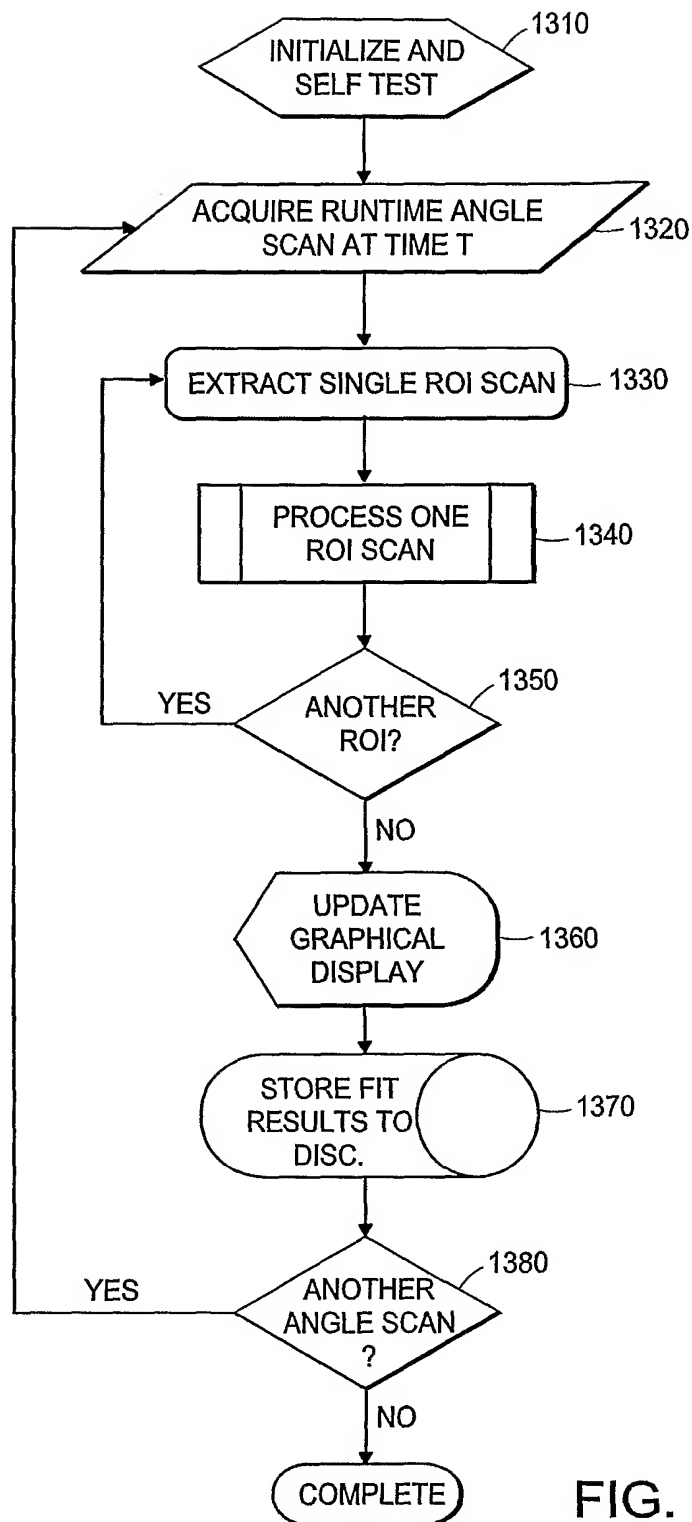 INITIALIZE AND
SELF TEST
1310
ACQUIRE RUNTIME ANGLE
SCAN AT TIME T
1320
EXTRACT SINGLE ROI SCAN
1330
PROCESS ONE
ROI SCAN
1340
ANOTHER
ROI?
1350
YES
NO
UPDATE
GRAPHICAL
DISPLAY
1360
STORE FIT
RESULTS TO
DISC.
1370
ANOTHER
ANGLE SCAN
?
1380
YES
NO
COMPLETE
FIG.